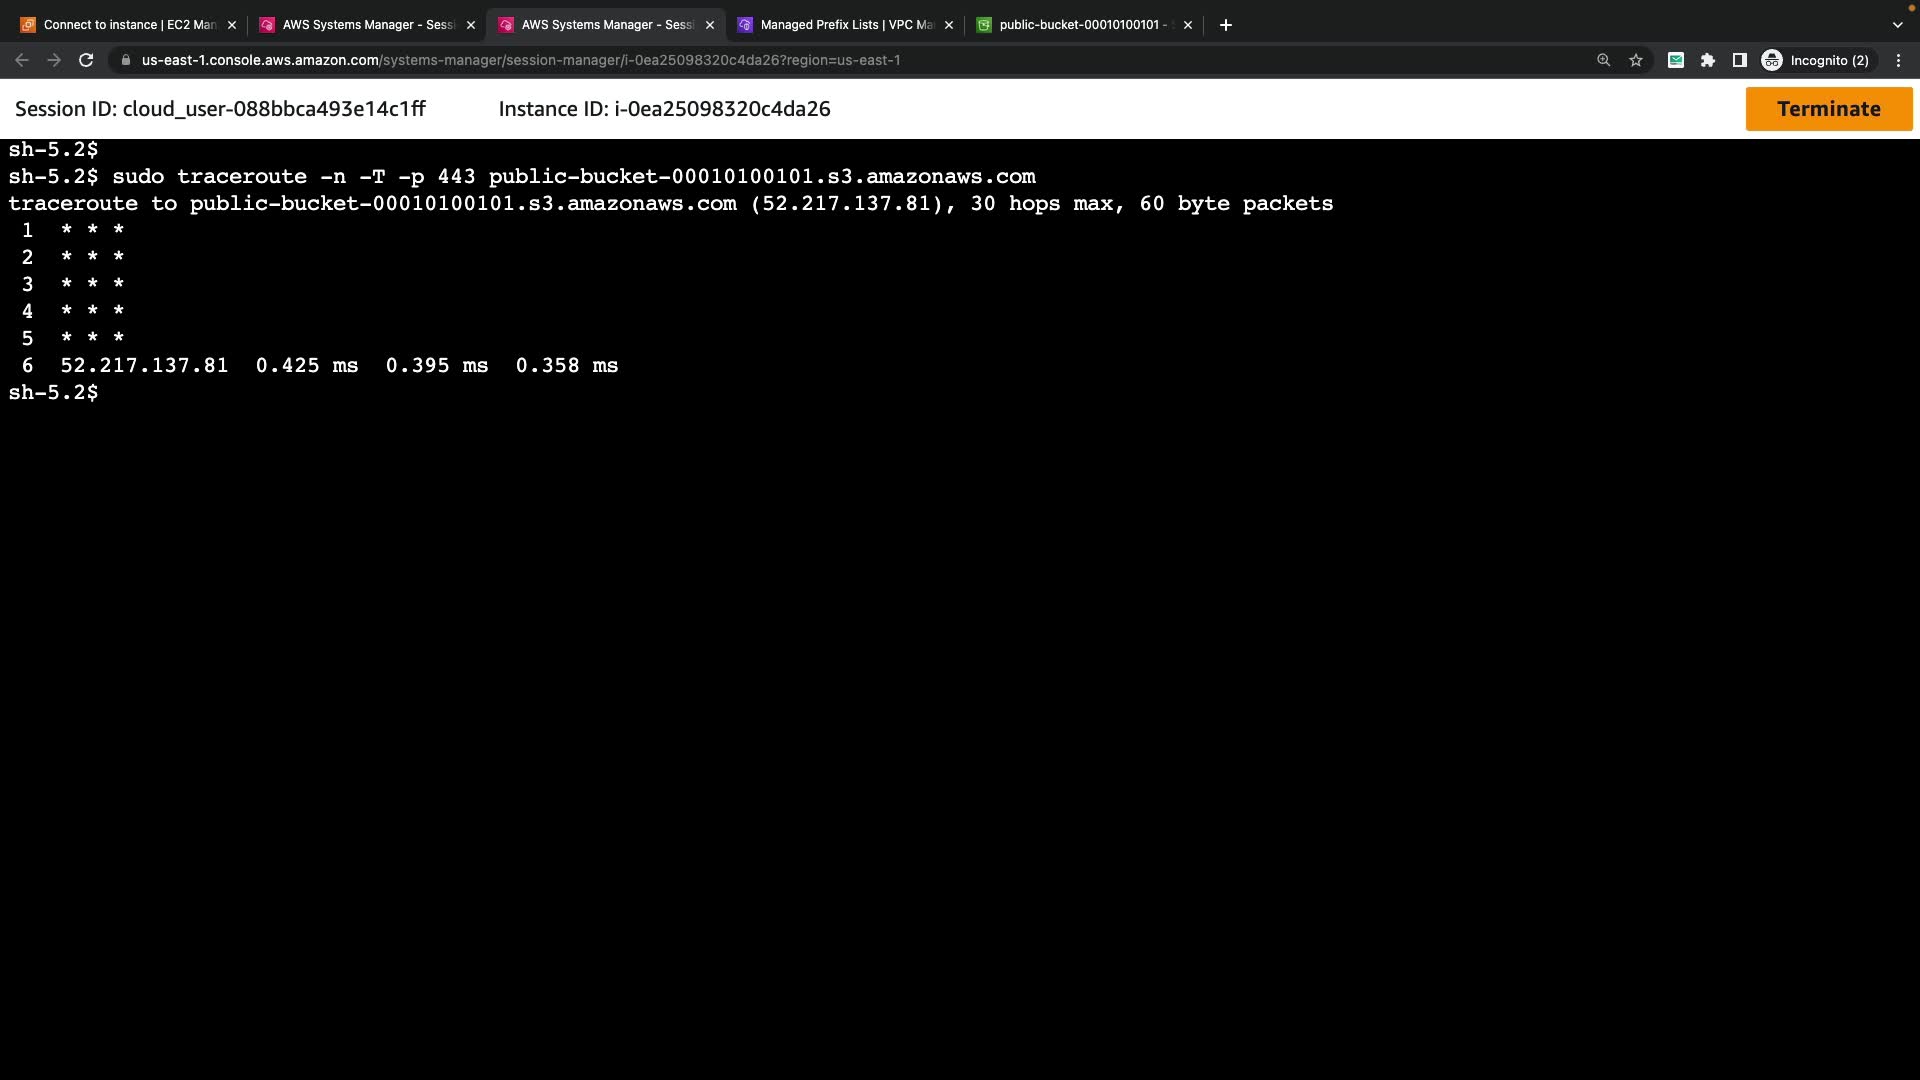 Connect to instance | EC2 Man
AWS Systems Manager - Sessi
AWS Systems Manager - Sessi
Managed Prefix Lists | VPC Ma
public-bucket-00010100101 -
us-east-1.console.aws.amazon.com/systems-manager/session-manager/i-0ea25098320c4da26?region=us-east-1
Incognito (2)
Session ID: cloud_user-088bbca493e14c1ff
Instance ID: i-0ea25098320c4da26
Terminate
sh-5.2$
sh-5.2$ sudo traceroute -n -T -p 443 public-bucket-00010100101.s3.amazonaws.com
traceroute to public-bucket-00010100101.s3.amazonaws.com (52.217.137.81), 30 hops max, 60 byte packets
1 * * *
2 * * *
3 * * *
4 * * *
5 * * *
6 52.217.137.81 0.425 ms 0.395 ms 0.358 ms
sh-5.2$